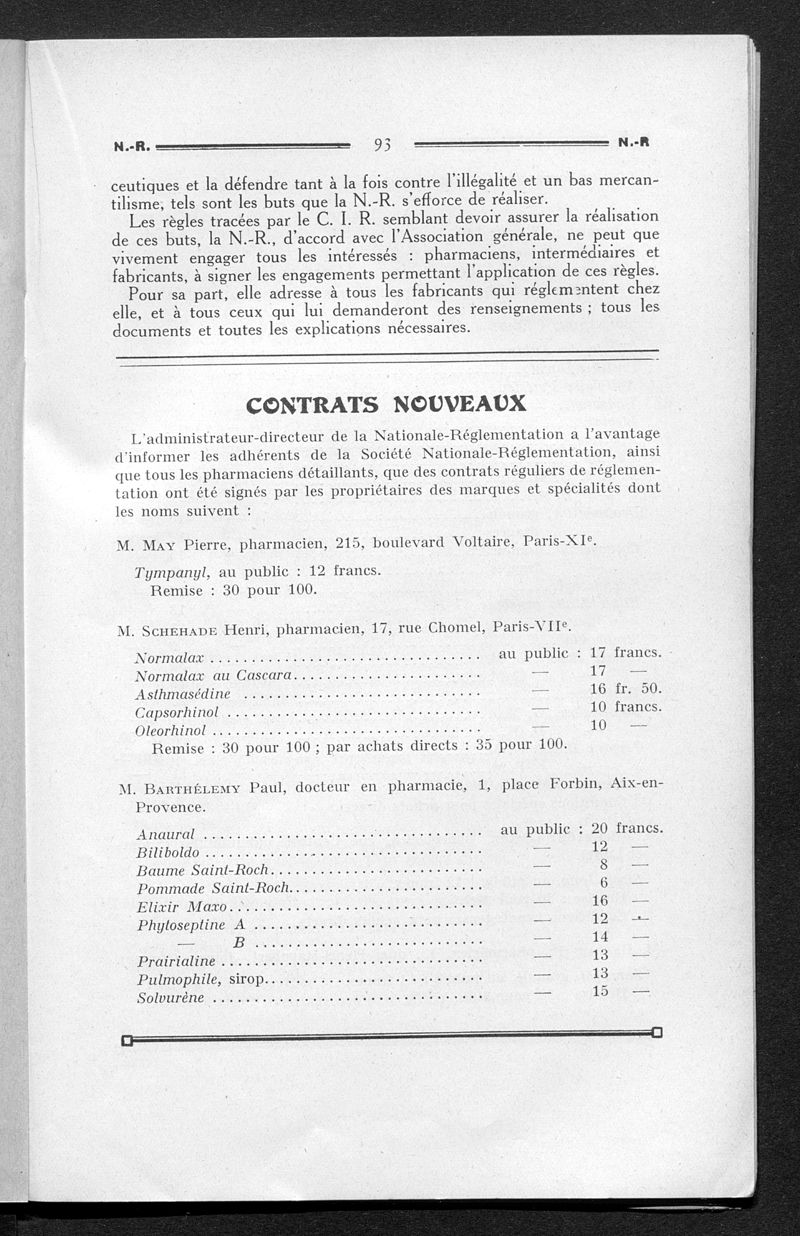 N.-R. 93 N.-R
ceutiques et la défendre tant à la fois contre l'illégalité et un bas mercan-
tilisme, tels sont les buts que la N.-R. s'efforce de réaliser.
Les règles tracées par le C. I. R. semblant devoir assurer la réalisation
de ces buts, la N.-R., d'accord avec l'Association générale, ne peut que
vivement engager tous les intéressés : pharmaciens, intermédiaires et
fabricants, à signer les engagements permettant l'application de ces règles.
Pour sa part, elle adresse à tous les fabricants qui réglementent chez
elle, et à tous ceux qui lui demanderont des renseignements ; tous les
documents et toutes les explications nécessaires.
CONTRATS NOUVEAUX
L'administrateur-directeur de la Nationale-Réglementation a l'avantage
d'informer les adhérents de la Société Nationale-Réglementation, ainsi
que tous les pharmaciens détaillants, que des contrats réguliers de réglemen-
tation ont été signés par les propriétaires des marques et spécialités dont
les noms suivent :
M. MAY Pierre, pharmacien, 215, boulevard Voltaire, Paris-XIe.
Tympanyl, au public : 12 francs.
Remise : 30 pour 100.
M. SCHEHADE Henri, pharmacien, 17, rue Chomel, Paris-VIIe.
Normalax ................................. au public : 17 francs.
Normalax au Cascara....................... — 17 —
Asthmasédine ............................. — 16 fr. 50.
Capsorhinol ............................... — 10 francs.
Oleorhinol ................................. — 10 —
Remise : 30 pour 100 ; par achats directs : 35 pour 100.
M. BARTHÉLEMY Paul, docteur en pharmacie, 1, place Forbin, Aix-en-
Provence.
Anaural .................................. au public : 20 francs.
Biliboldo .................................. — 12 —
Baume Saint-Roch.......................... — 8 —
Pommade Saint-Roch........................ — 6 —
Elixir Maxo............................... — 16 —
Phytoseptine A ............................ — 12 —
— B ............................ — 14 —
Prairialine ................................ — 13 —
Pulmophile, sirop........................... — 13 —
Solvurène ................................. — 15 —